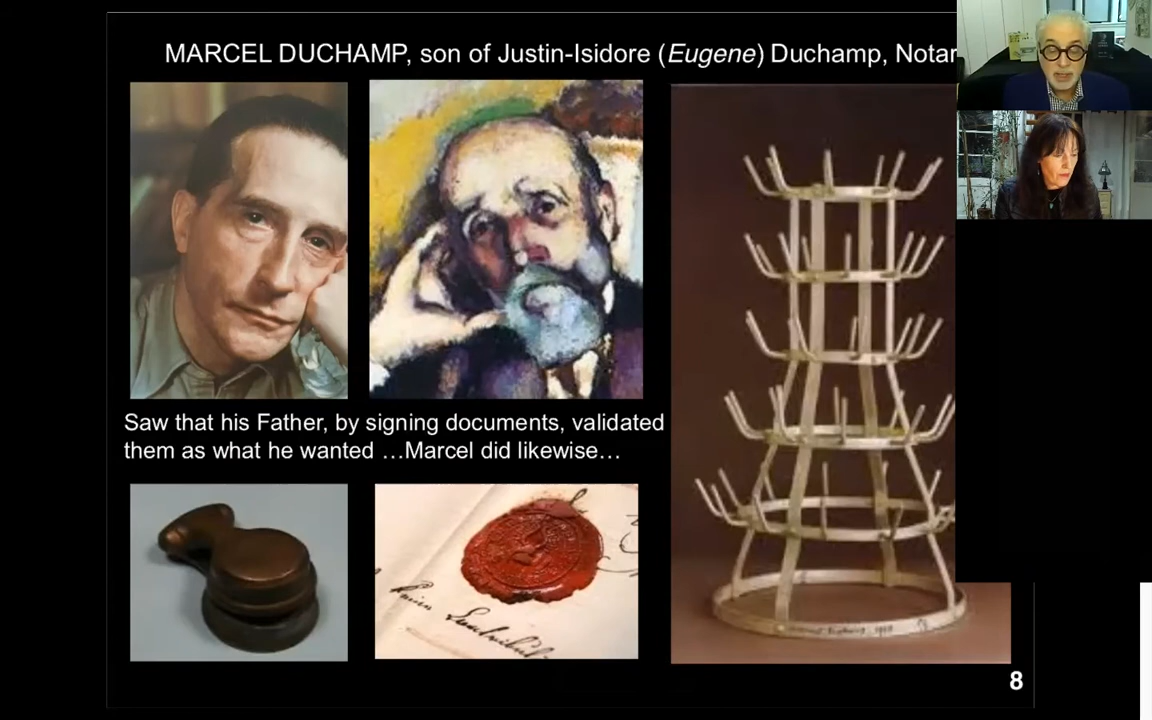 MARCEL DUCHAMP, son of Justin-Isidore (Eugene) Duchamp, Notar
Saw that his Father, by signing documents, validated
them as what he wanted …Marcel did likewise…
8